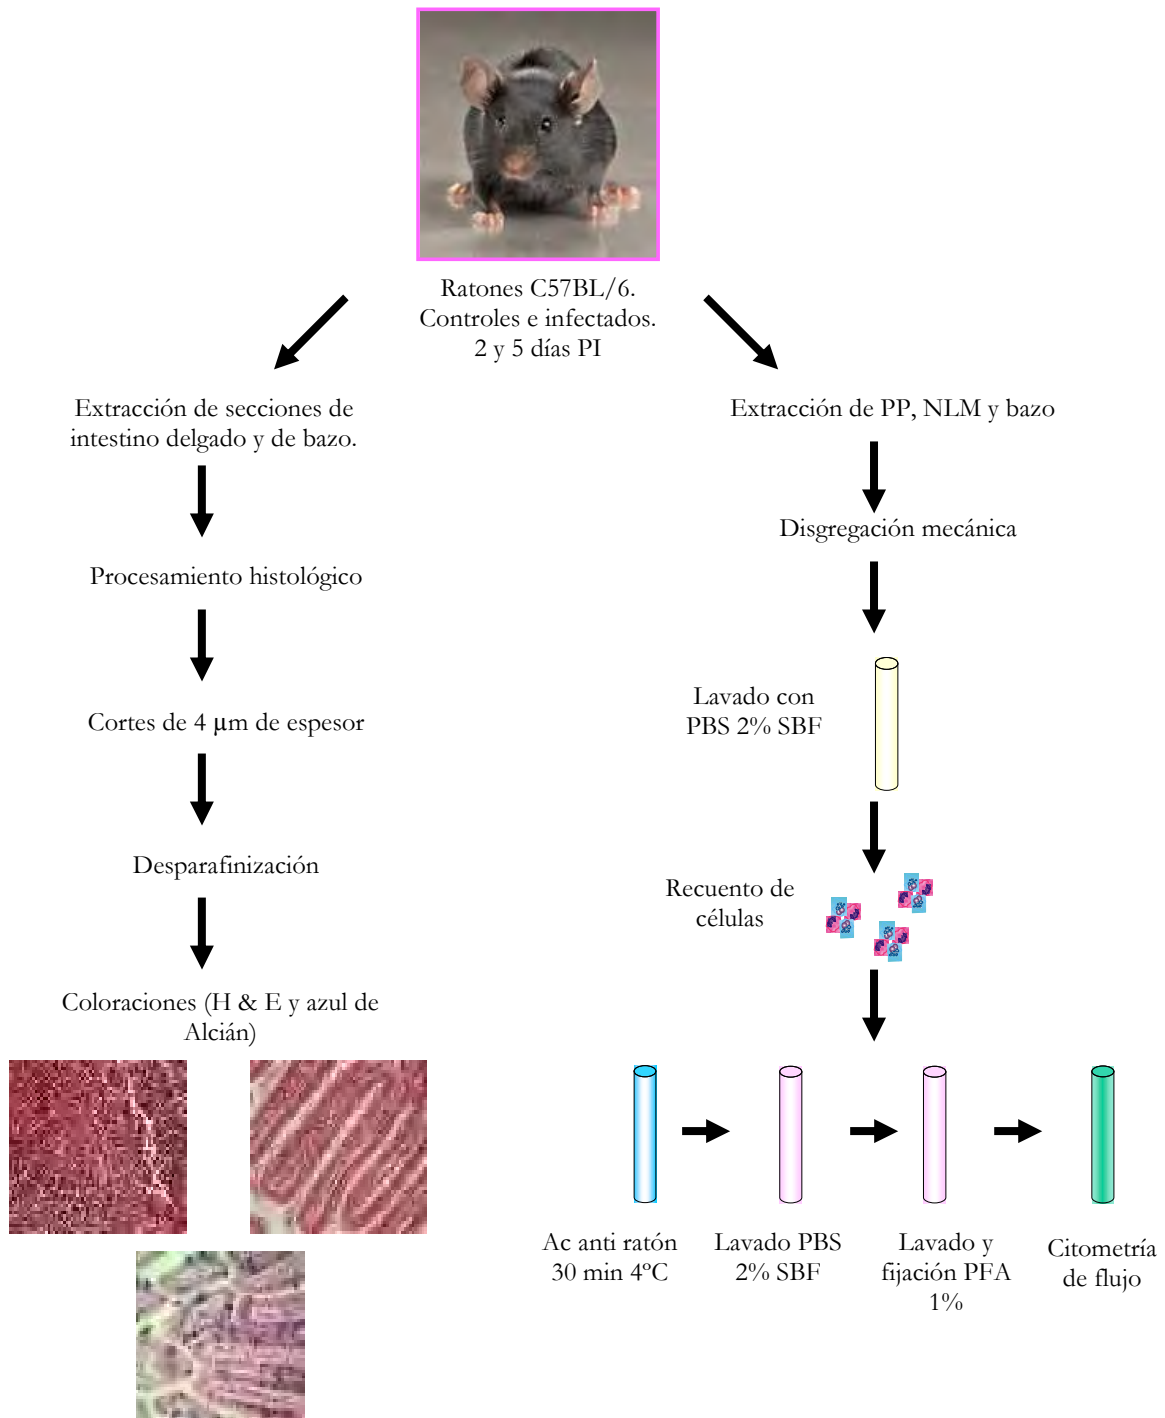 Ratones C57BL/6.
Controles e infectados.
2 y 5 días PI
Extracción de secciones de
intestino delgado y de bazo.
Procesamiento histológico
Cortes de 4 µm de espesor
Desparafinización
Coloraciones (H & E y azul de
Alcián)
Extracción de PP, NLM y bazo
Disgregación mecánica
Lavado con
PBS 2% SBF
Recuento de
células
Ac anti ratón
30 min 4ºC
Lavado PBS
2% SBF
Lavado y
fijación PFA
1%
Citometría
de flujo